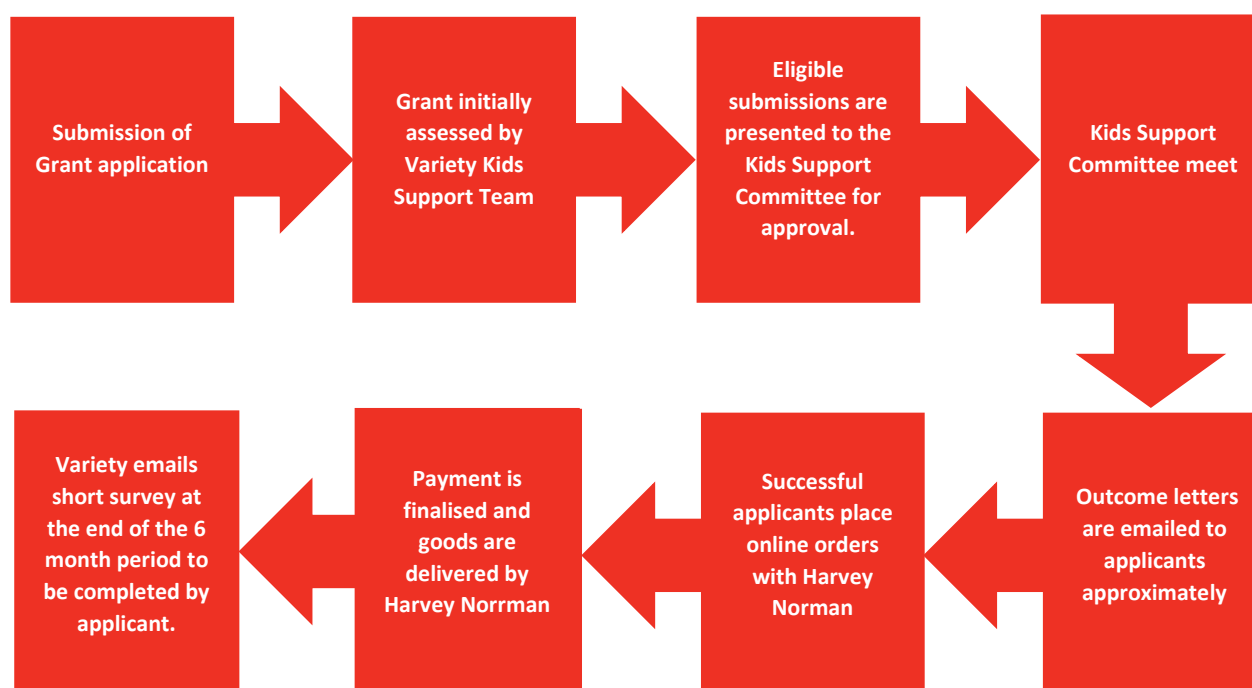 Submission of
Grant application
Grant initially
assessed by
Variety Kids
Support Team
Eligible
submissions are
presented to the
Kids Support
Committee for
approval.
Kids Support
Committee meet
Outcome letters
are emailed to
applicants
approximately
Successful
applicants place
online orders
with Harvey
Norman
Payment is
finalised and
goods are
delivered by
Harvey Norrman
Variety emails
short survey at
the end of the 6
month period to
be completed by
applicant.